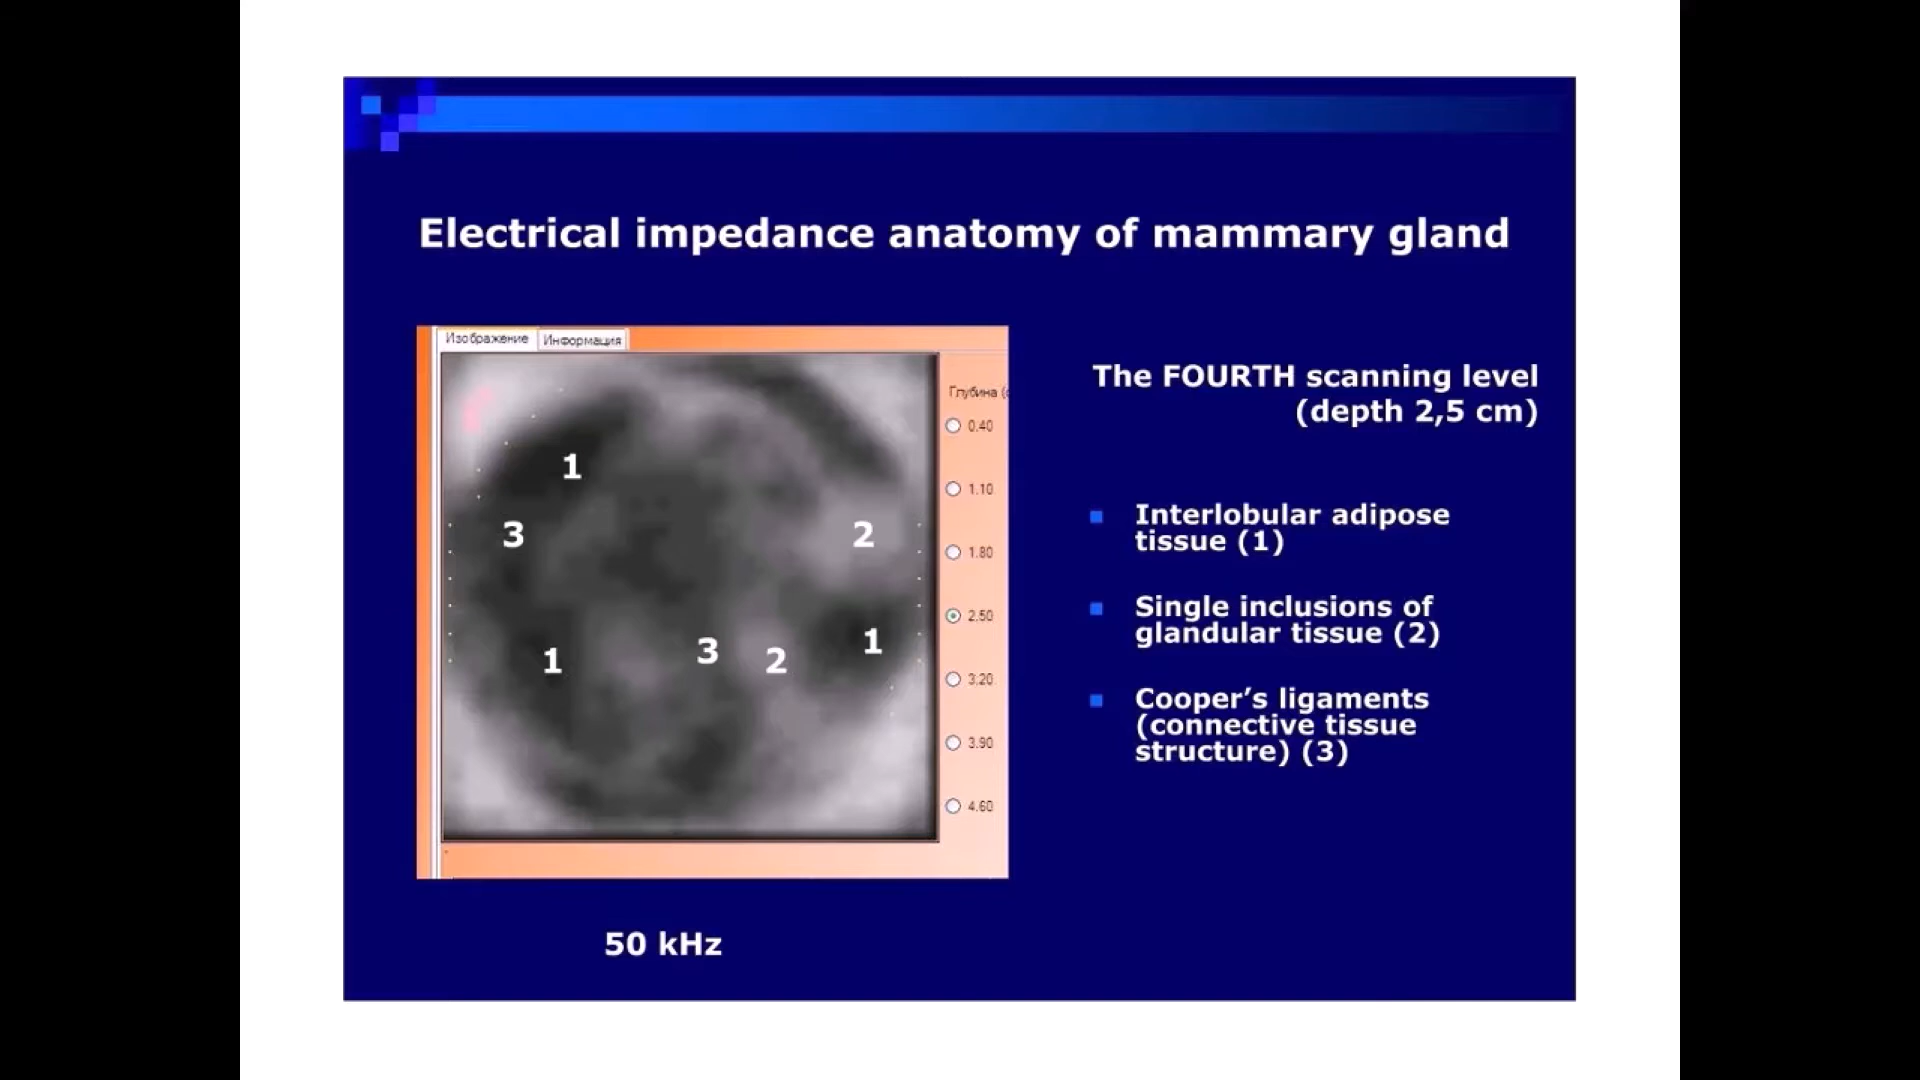 Electrical impedance anatomy of mammary gland
Изображение
Информация
Глубина
0.40
1.10
1.80
2.50
3.20
3.90
4.60
1
3
2
1
3
2
1
50 kHz
The FOURTH scanning level
(depth 2,5 cm)
Interlobular adipose
tissue (1)
Single inclusions of
glandular tissue (2)
Cooper’s ligaments
(connective tissue
structure) (3)